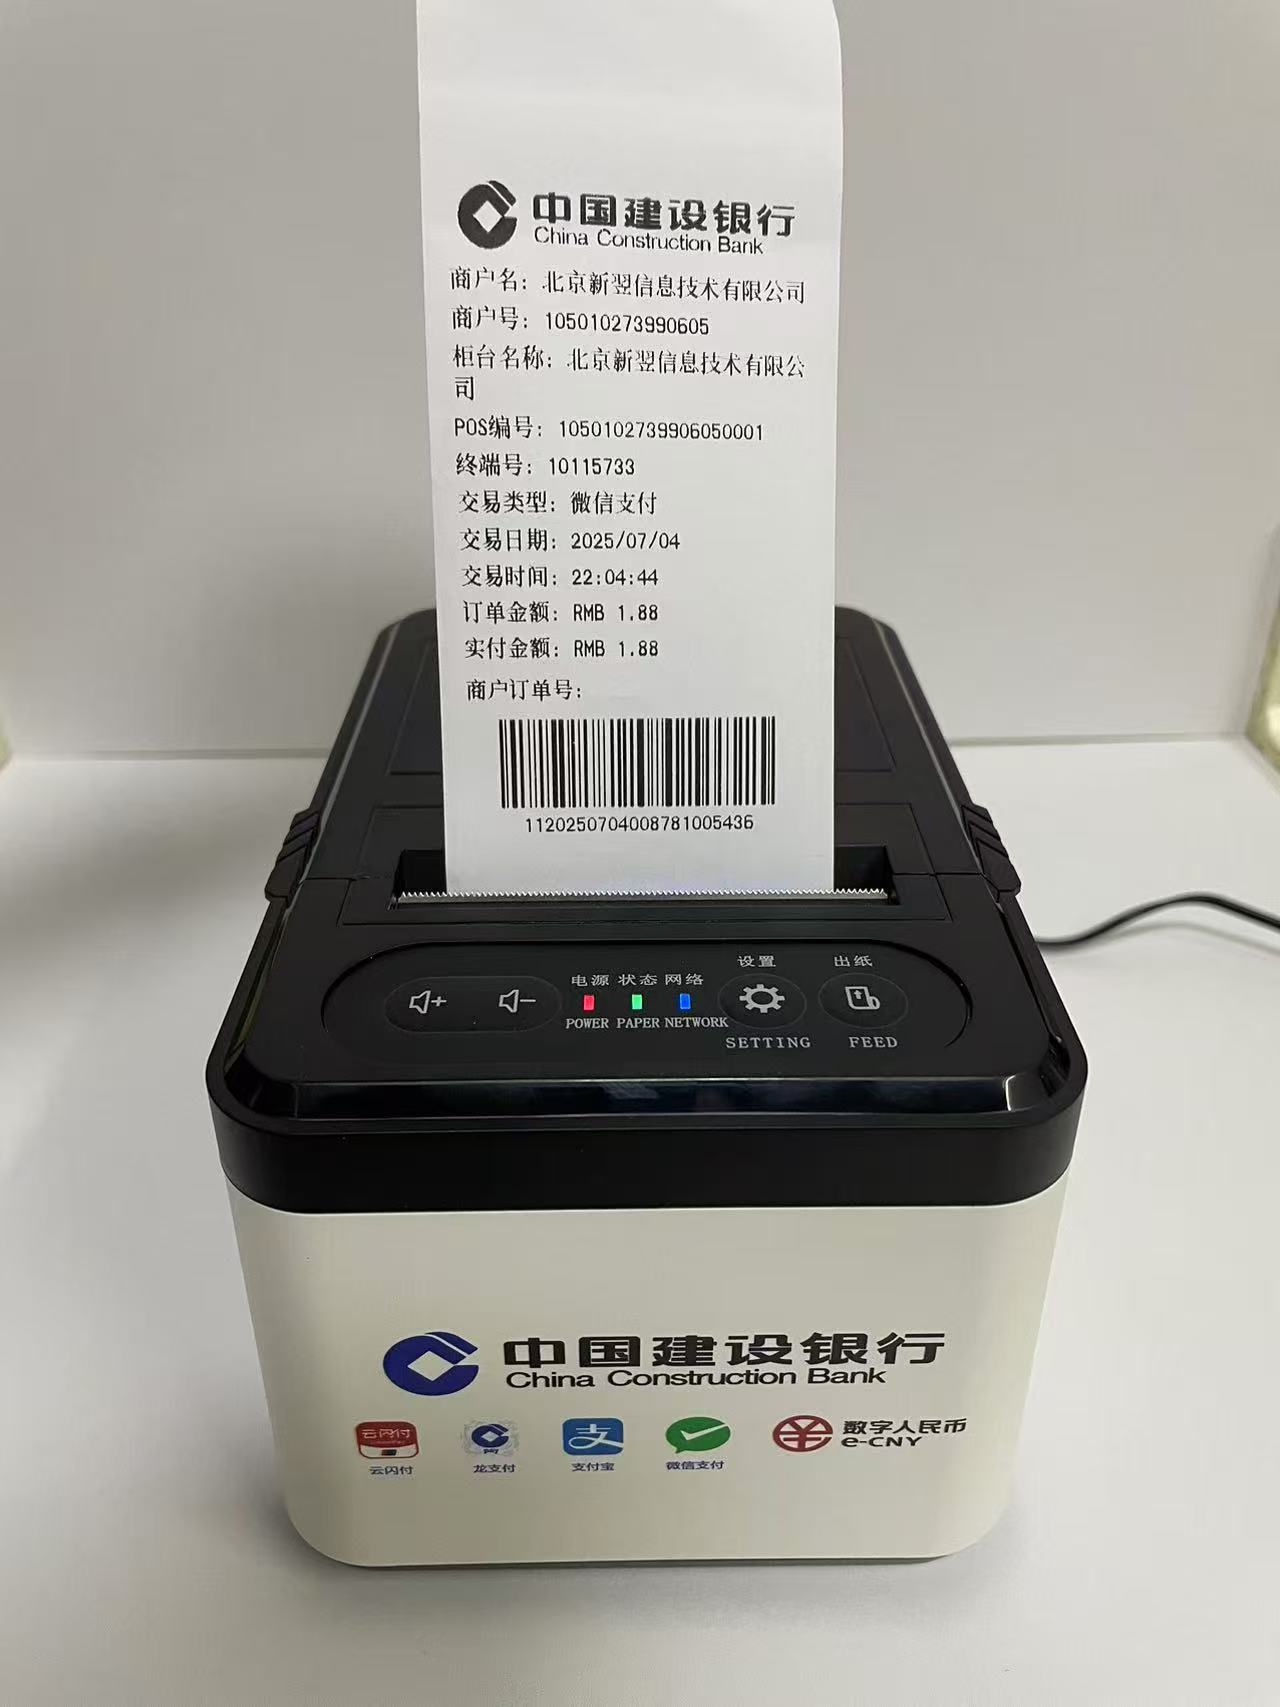 中国建设银行
China Construction Bank
商户名：北京新翌信息技术有限公司
商户号：105010273990605
柜台名称：北京新翌信息技术有限公
司
POS编号：1050102739906050001
终端号：10115733
交易类型：微信支付
交易日期：2025/07/04
交易时间：22:04:44
订单金额：RMB 1.88
实付金额：RMB 1.88
商户订单号：
1120250704008781005436
电源 状态 网络 设置 出纸
POWER PAPER NETWORK
SETTING FEED
中国建设银行
China Construction Bank
云闪付
云闪付 龙支付 支付宝 微信支付
支
数字人民币
e-CNY